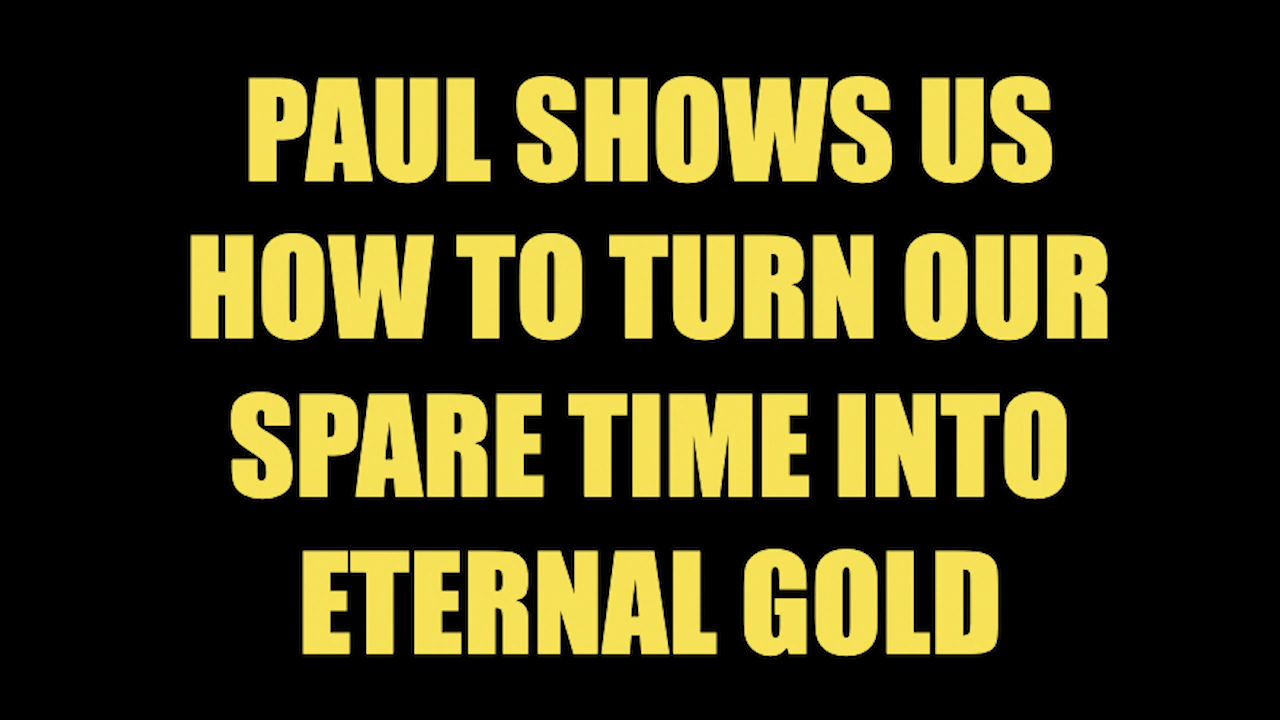 PAUL SHOWS US
HOW TO TURN OUR
SPARE TIME INTO
ETERNAL GOLD